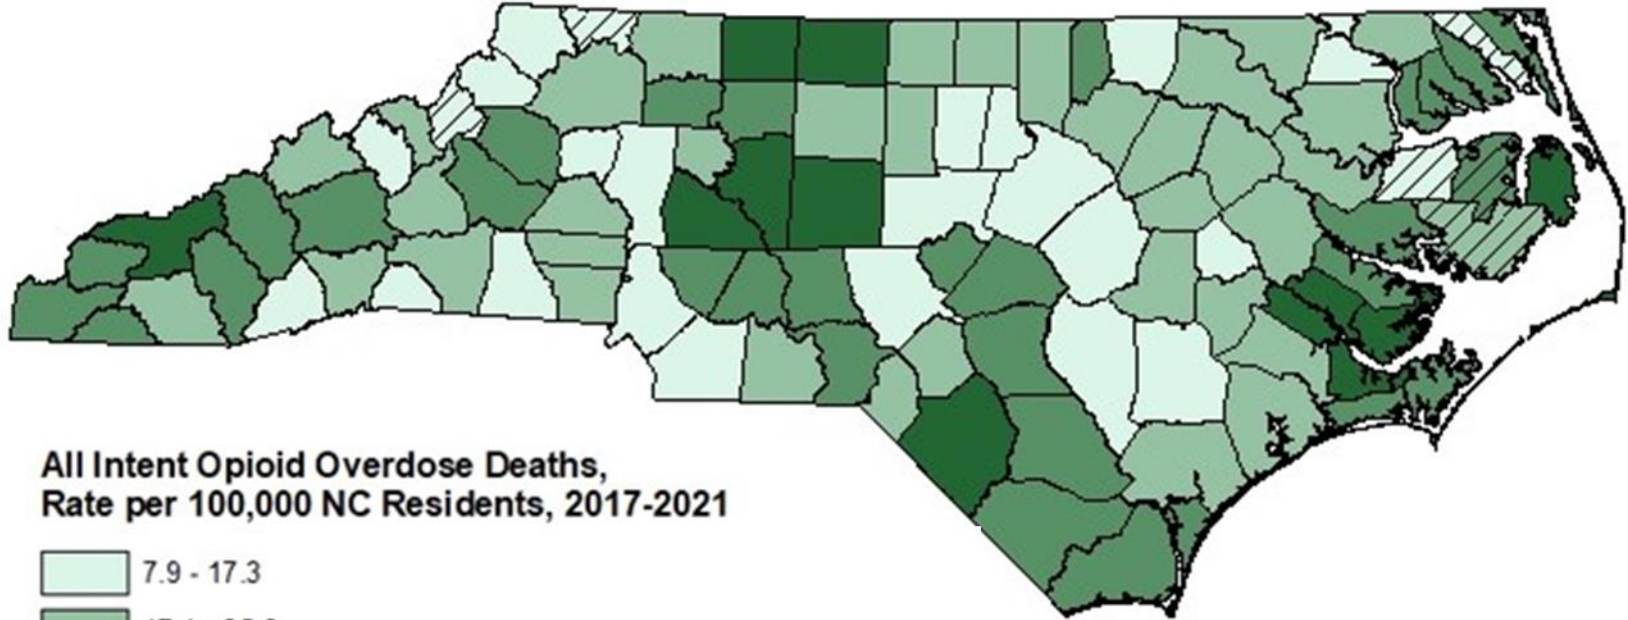 All Intent Opioid Overdose Deaths,
Rate per 100,000 NC Residents, 2017-2021
7.9 - 17.3